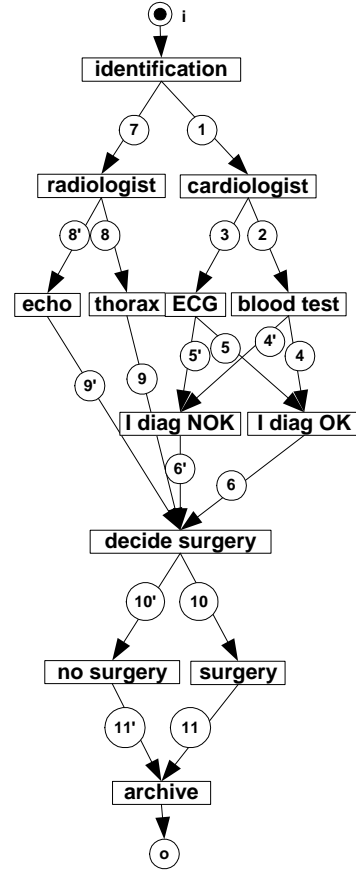 i
identification
7 1
radiologist cardiologist
8' 8 3 2
echo thorax ECG blood test
5' 5 4' 4
9' 9
I diag NOK I diag OK
6' 6
decide surgery
10' 10
no surgery surgery
11' 11
archive
o